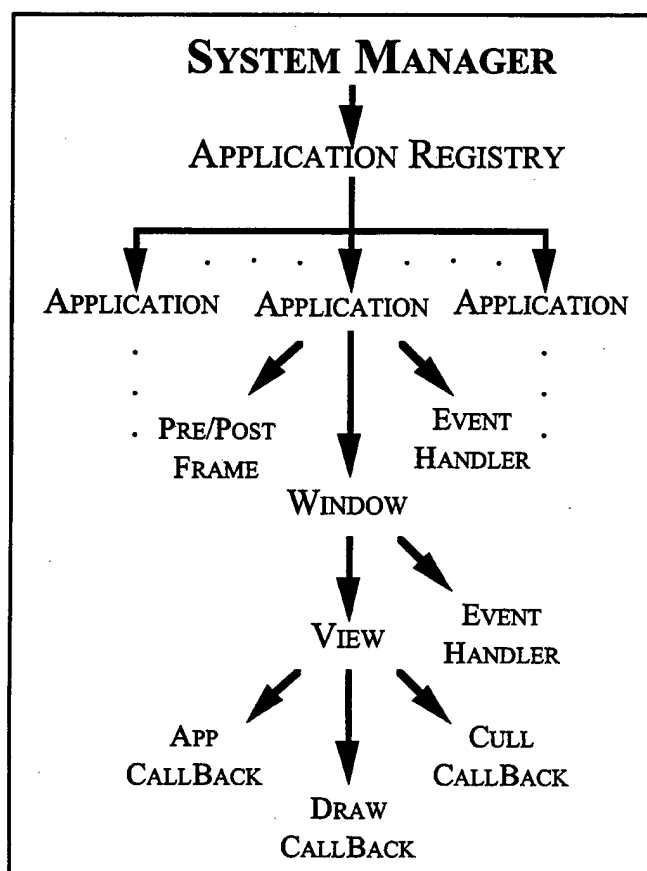 SYSTEM MANAGER
APPLICATION REGISTRY
APPLICATION APPLICATION APPLICATION
PRE/POST
FRAME
EVENT
HANDLER
WINDOW
EVENT
HANDLER
VIEW
APP
CALLBACK
CULL
CALLBACK
DRAW
CALLBACK